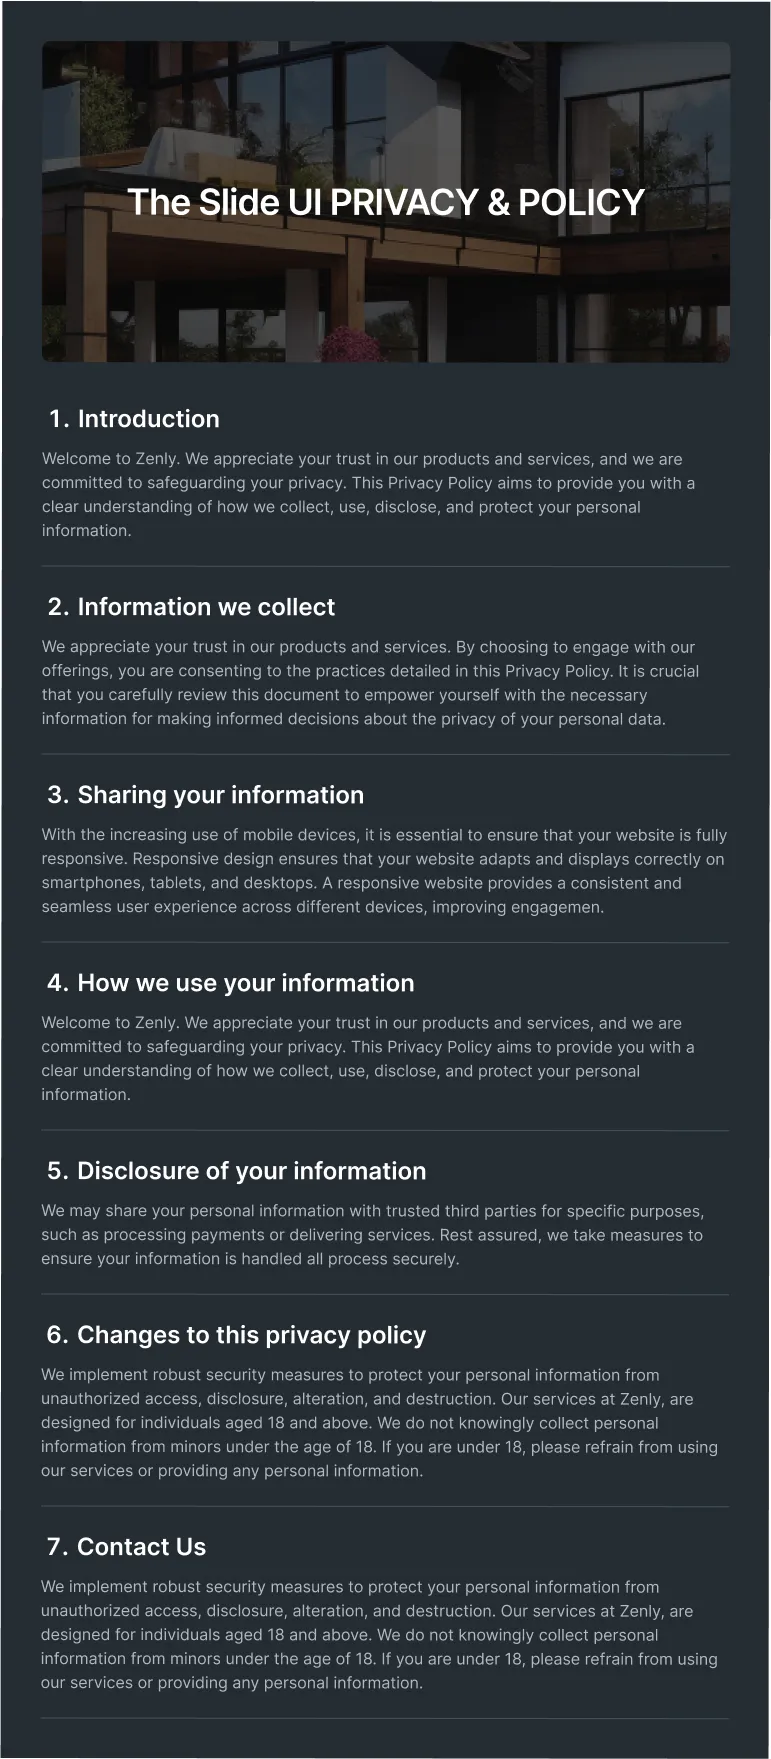 The Slide UI PRIVACY & POLICY
1. Introduction
Welcome to Zenly. We appreciate your trust in our products and services, and we are
committed to safeguarding your privacy. This Privacy Policy aims to provide you with a
clear understanding of how we collect, use, disclose, and protect your personal
information.
2. Information we collect
We appreciate your trust in our products and services. By choosing to engage with our
offerings, you are consenting to the practices detailed in this Privacy Policy. It is crucial
that you carefully review this document to empower yourself with the necessary
information for making informed decisions about the privacy of your personal data.
3. Sharing your information
With the increasing use of mobile devices, it is essential to ensure that your website is fully
responsive. Responsive design ensures that your website adapts and displays correctly on
smartphones, tablets, and desktops. A responsive website provides a consistent and
seamless user experience across different devices, improving engagemen.
4. How we use your information
Welcome to Zenly. We appreciate your trust in our products and services, and we are
committed to safeguarding your privacy. This Privacy Policy aims to provide you with a
clear understanding of how we collect, use, disclose, and protect your personal
information.
5. Disclosure of your information
We may share your personal information with trusted third parties for specific purposes,
such as processing payments or delivering services. Rest assured, we take measures to
ensure your information is handled all process securely.
6. Changes to this privacy policy
We implement robust security measures to protect your personal information from
unauthorized access, disclosure, alteration, and destruction. Our services at Zenly, are
designed for individuals aged 18 and above. We do not knowingly collect personal
information from minors under the age of 18. If you are under 18, please refrain from using
our services or providing any personal information.
7. Contact Us
We implement robust security measures to protect your personal information from
unauthorized access, disclosure, alteration, and destruction. Our services at Zenly, are
designed for individuals aged 18 and above. We do not knowingly collect personal
information from minors under the age of 18. If you are under 18, please refrain from using
our services or providing any personal information.